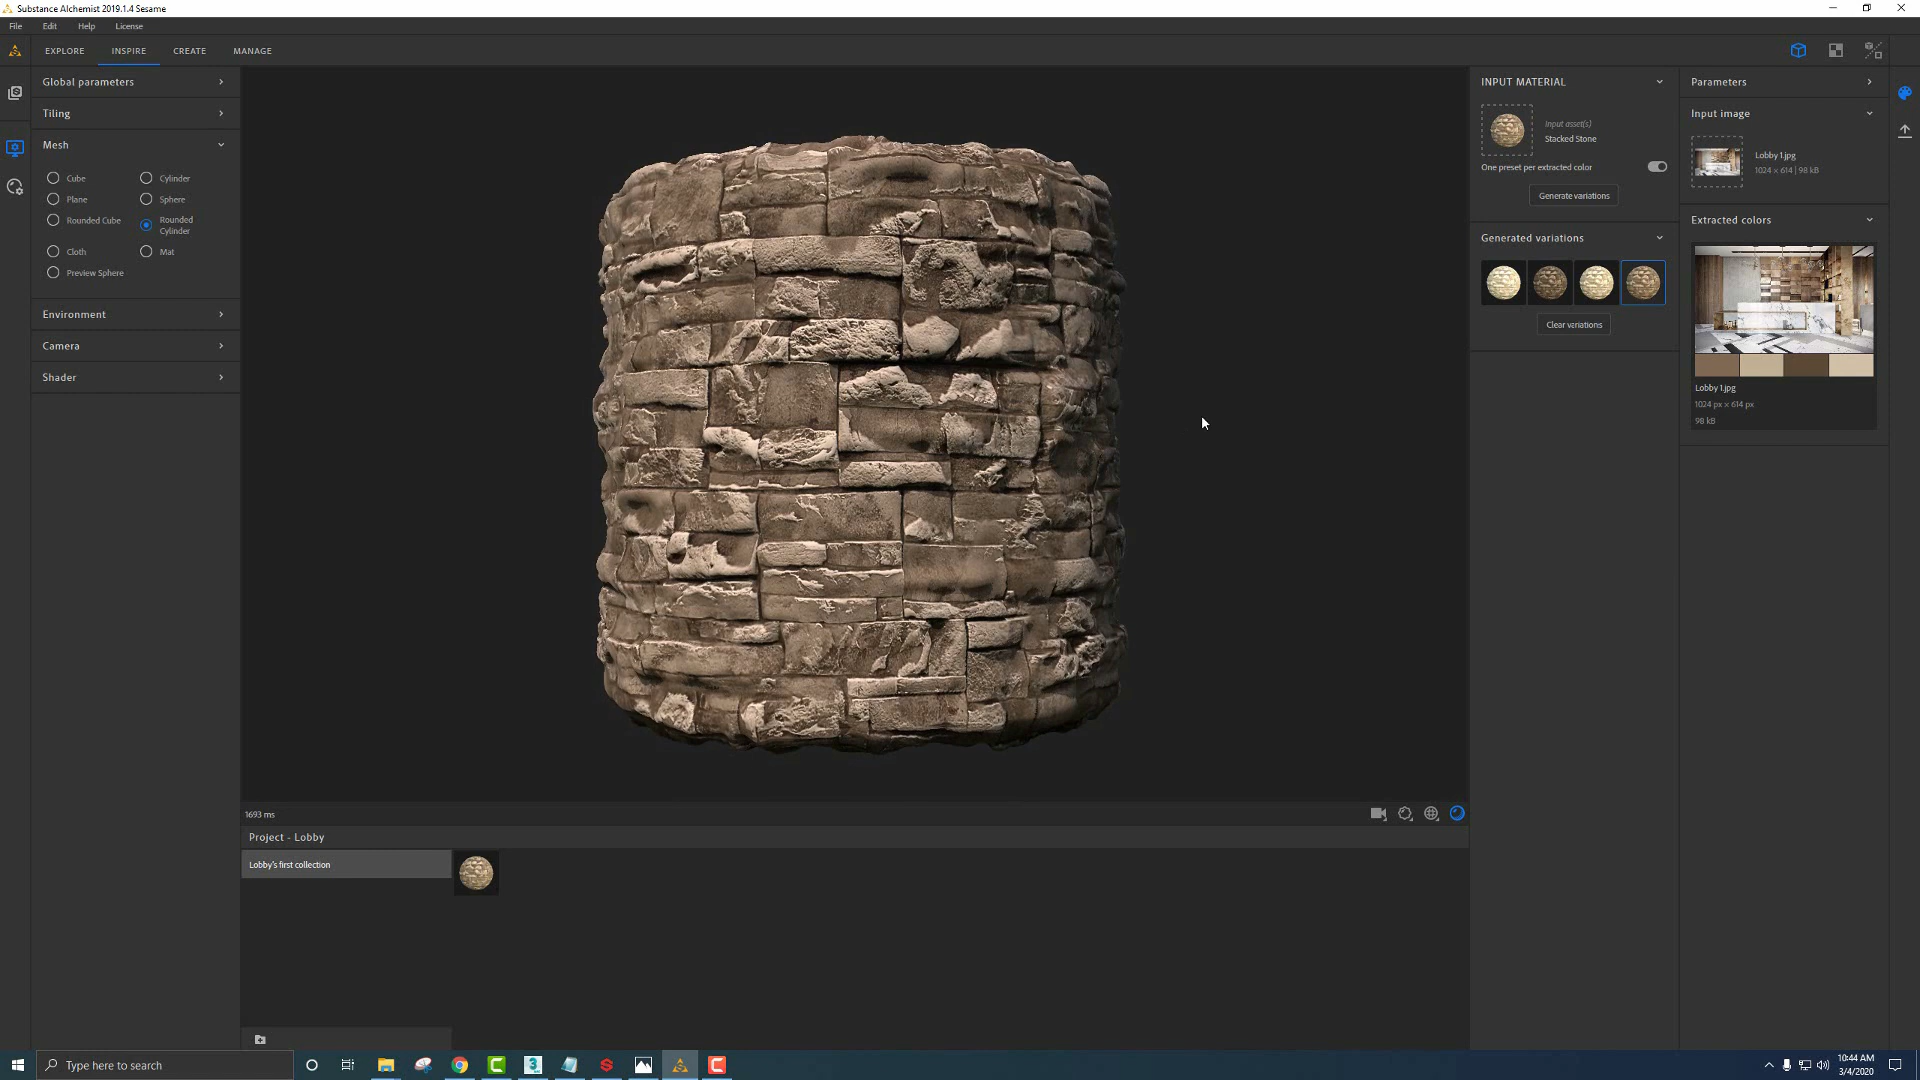 Substance Alchemist 2019.1.4 Sesame
File Edit Help License
EXPLORE INSPIRE CREATE MANAGE
Global parameters
Tiling
Mesh
Cube Cylinder
Plane Sphere
Rounded Cube Rounded
Cylinder
Cloth Mat
Preview Sphere
Environment
Camera
Shader
INPUT MATERIAL
Input asset(s)
Stacked Stone
One preset per extracted color
Generate variations
Generated variations
Clear variations
Parameters
Input image
Lobby 1.jpg
1024 × 614 | 98 kB
Extracted colors
Lobby 1.jpg
1024 px × 614 px
98 kB
1693 ms
Project - Lobby
Lobby's first collection
Type here to search
10:44 AM
3/4/2020